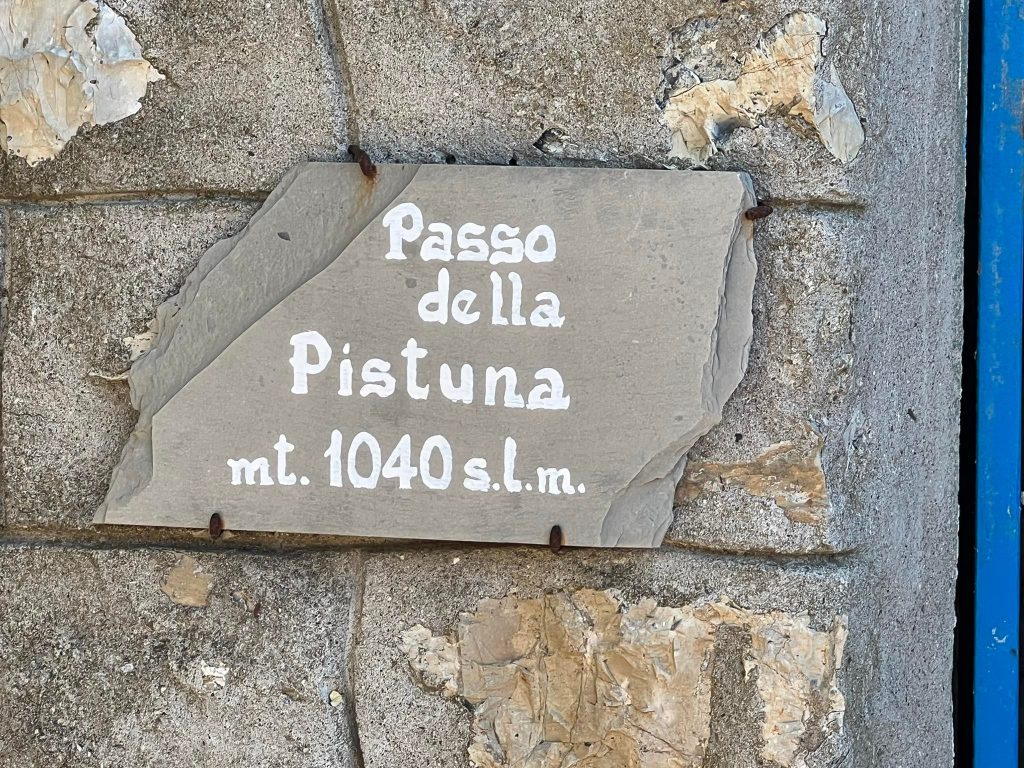 Passo
della
Pistuna
mt. 1040 s.l.m.